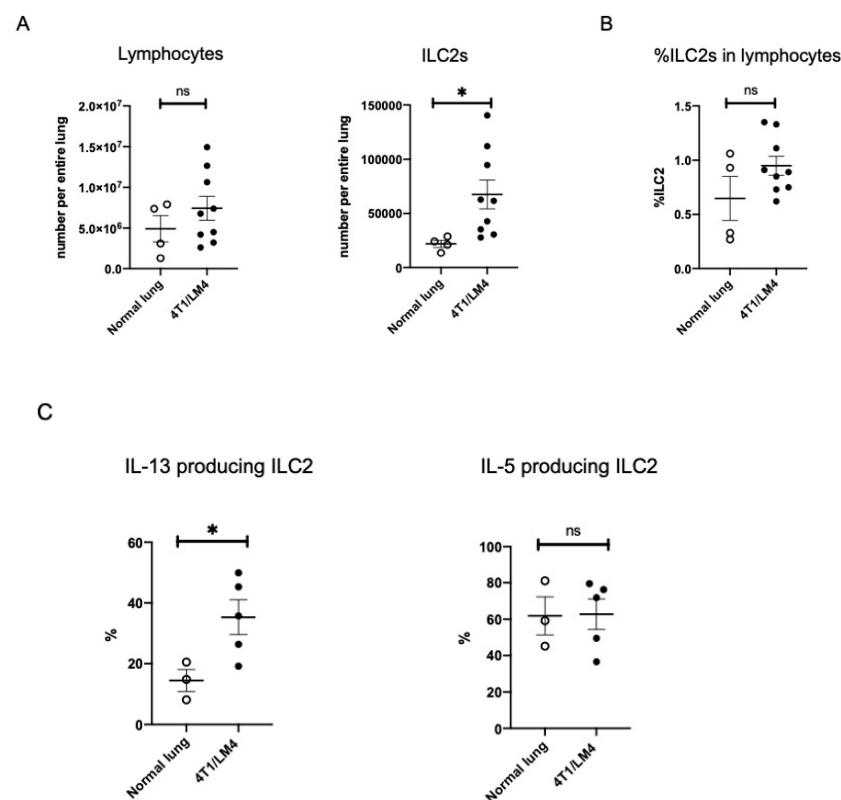 A
Lymphocytes
ns
number per entire lung
2.0×10⁷
1.5×10⁷
1.0×10⁷
5.0×10⁶
0.0
Normal lung
4T1/LM4
ILC2s
*
number per entire lung
150000
100000
50000
0
Normal lung
4T1/LM4
B
%ILC2s in lymphocytes
ns
%ILC2
1.5
1.0
0.5
0.0
Normal lung
4T1/LM4
C
IL-13 producing ILC2
*
%
60
40
20
0
Normal lung
4T1/LM4
IL-5 producing ILC2
ns
%
100
80
60
40
20
0
Normal lung
4T1/LM4